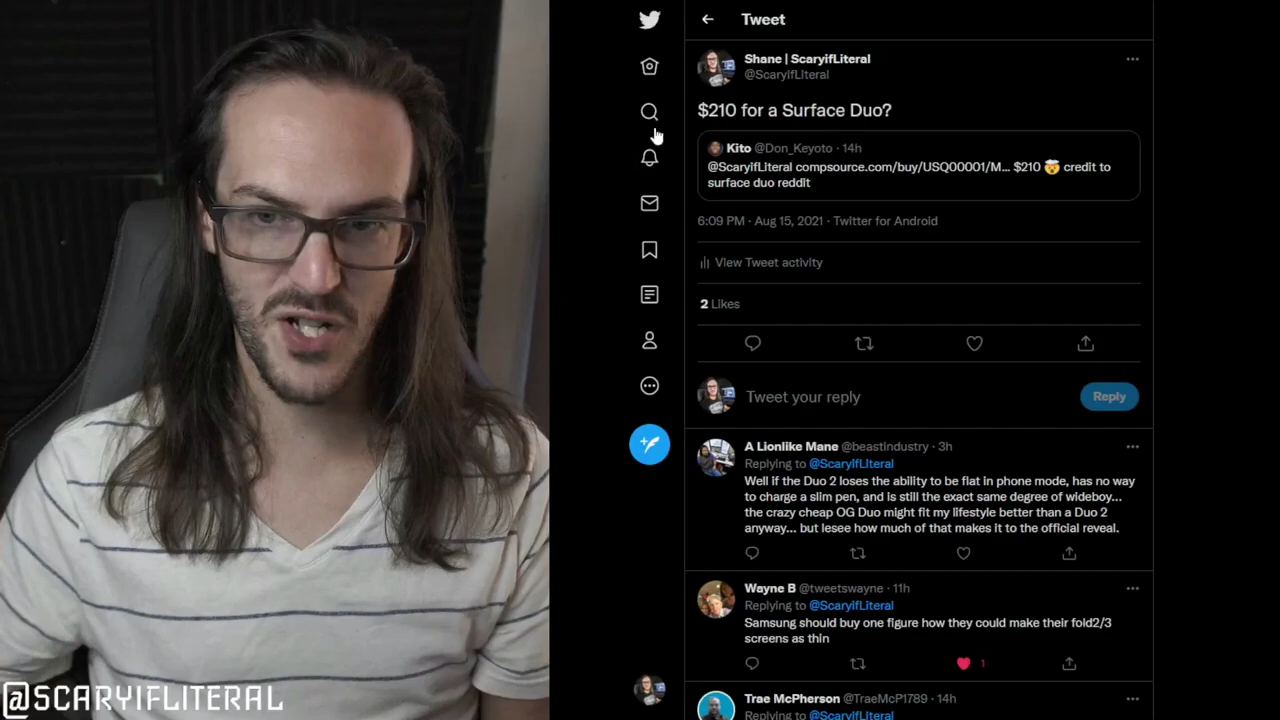 Tweet
Shane | ScaryifLiteral
@ScaryIfLiteral
$210 for a Surface Duo?
Kito @Don_Keyoto · 14h
@ScaryifLiteral compsource.com/buy/USQ00001/M... $210 🤯 credit to
surface duo reddit
6:09 PM · Aug 15, 2021 · Twitter for Android
View Tweet activity
2 Likes
Tweet your reply
Reply
A Lionlike Mane @beastindustry · 3h
Replying to @ScaryIfLiteral
Well if the Duo 2 loses the ability to be flat in phone mode, has no way
to charge a slim pen, and is still the exact same degree of wideboy...
the crazy cheap OG Duo might fit my lifestyle better than a Duo 2
anyway... but lesee how much of that makes it to the official reveal.
Wayne B @tweetswayne · 11h
Replying to @ScaryIfLiteral
Samsung should buy one figure how they could make their fold2/3
screens as thin
1
Trae McPherson @TraeMcP1789 · 14h
Replying to @ScaryIfLiteral
@SCARYIFLITERAL